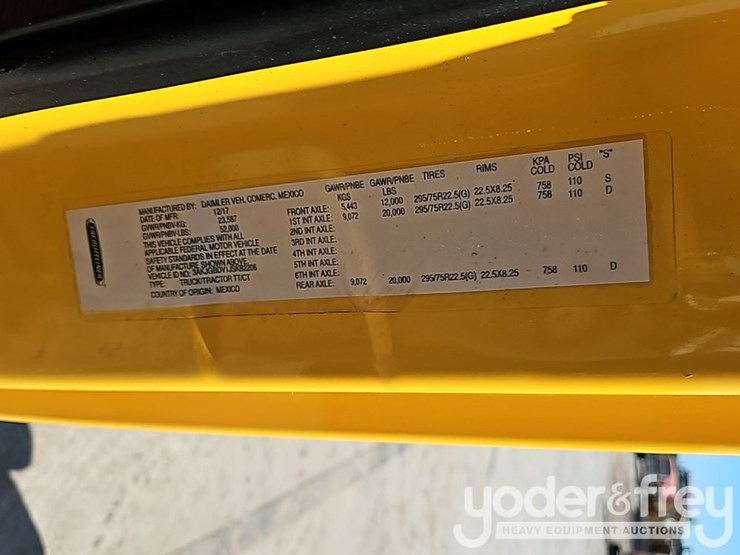 FREIGHTLINER
MANUFACTURED BY: DAIMLER VEH. COMERC. MEXICO
DATE OF MFR: 12/17
GVWR/PNBV-KG: 23,587
GVWR/PNBV-LBS: 52,000
THIS VEHICLE COMPLIES WITH ALL
APPLICABLE FEDERAL MOTOR VEHICLE
SAFETY STANDARDS IN EFFECT AT THE DATE
OF MANUFACTURE SHOWN ABOVE.
VEHICLE ID #: 3AKJGBDV1JSKB2206
TYPE: TRUCK/TRACTOR TT/CT
COUNTRY OF ORIGIN: MEXICO
GAWR/PNBE KGS GAWR/PNBE LBS TIRES RIMS KPA COLD PSI COLD "S"
FRONT AXLE: 5,443 12,000 295/75R22.5(G) 22.5X8.25 758 110 S
1ST INT AXLE: 9,072 20,000 295/75R22.5(G) 22.5X8.25 758 110 D
2ND INT AXLE:
3RD INT AXLE:
4TH INT AXLE:
5TH INT AXLE:
6TH INT AXLE:
REAR AXLE: 9,072 20,000 295/75R22.5(G) 22.5X8.25 758 110 D
yoder&frey
HEAVY EQUIPMENT AUCTIONS